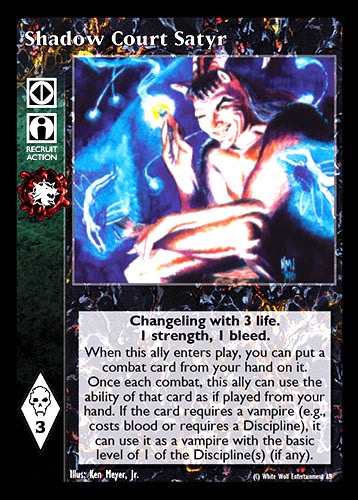 Shadow Court Satyr
RECRUIT
ACTION
3
Changeling with 3 life.
1 strength, 1 bleed.
When this ally enters play, you can put a
combat card from your hand on it.
Once each combat, this ally can use the
ability of that card as if played from your
hand. If the card requires a vampire (e.g.,
costs blood or requires a Discipline), it
can use it as a vampire with the basic
level of 1 of the Discipline(s) (if any).
Illus: Ken Meyer, Jr.
(C) White Wolf Entertainment AB